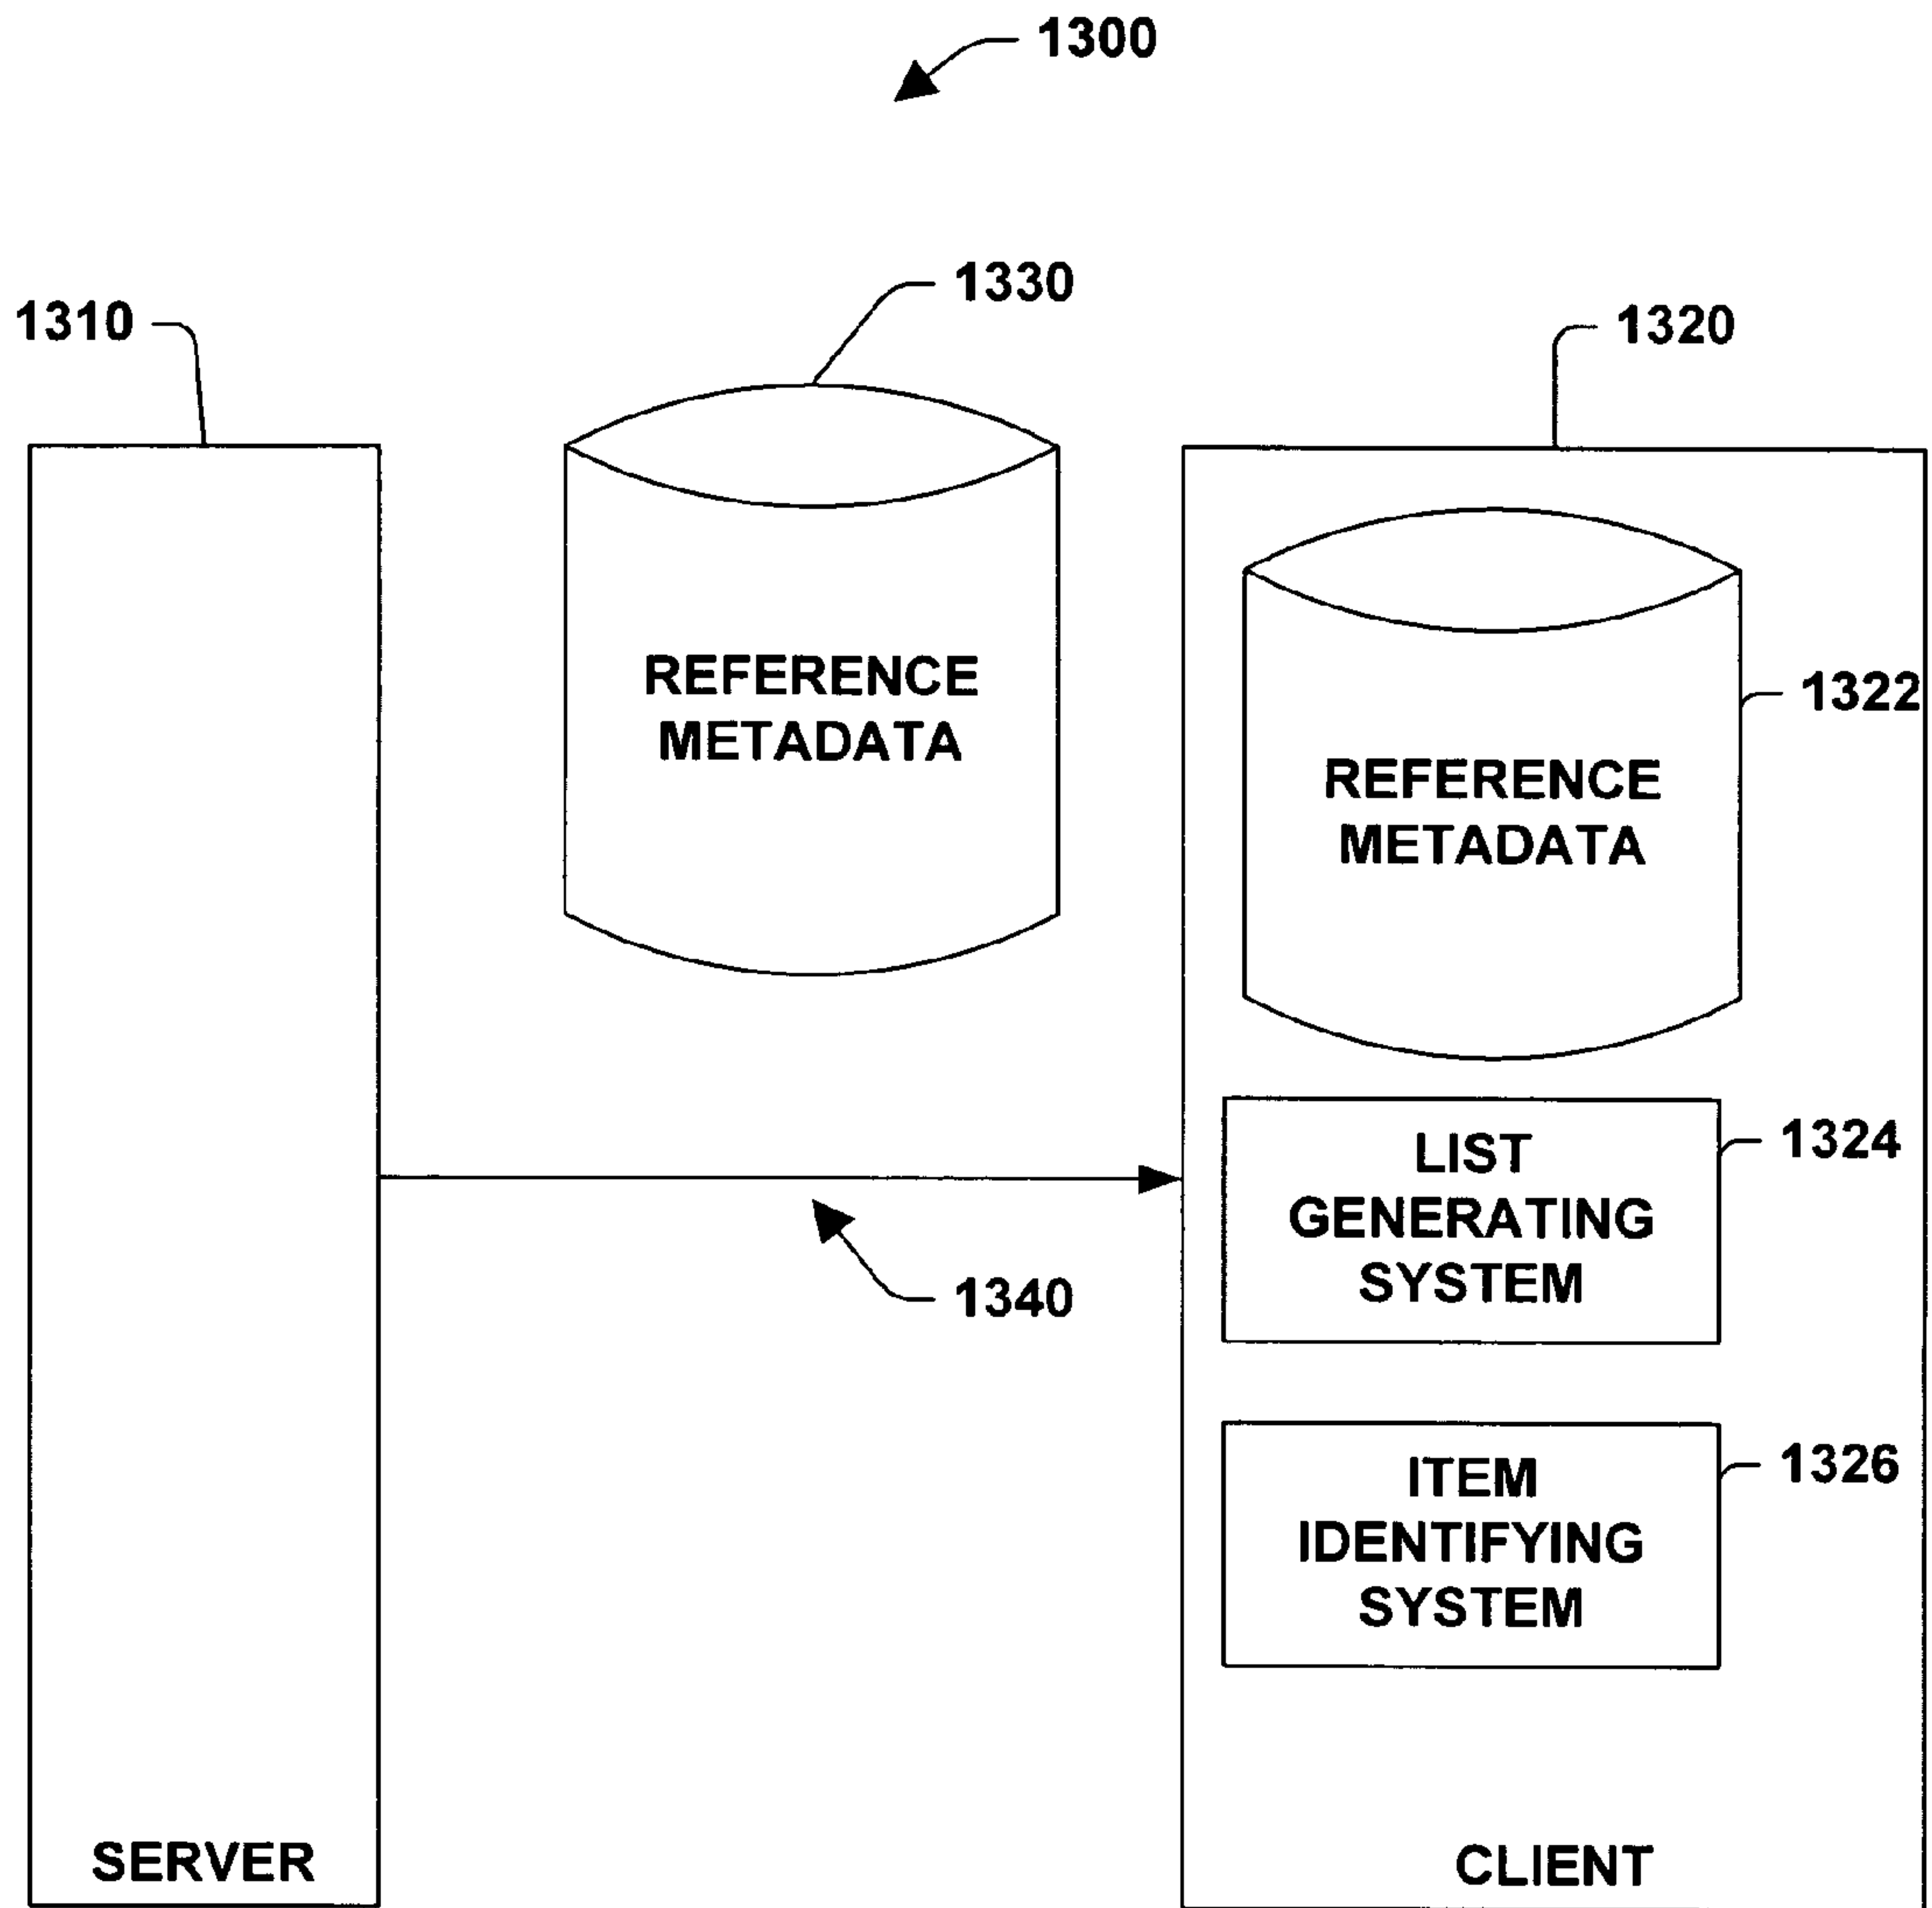 1300
1330
1310
1320
REFERENCE
METADATA
1322
REFERENCE
METADATA
LIST
GENERATING
SYSTEM
1324
1340
ITEM
IDENTIFYING
SYSTEM
1326
SERVER
CLIENT